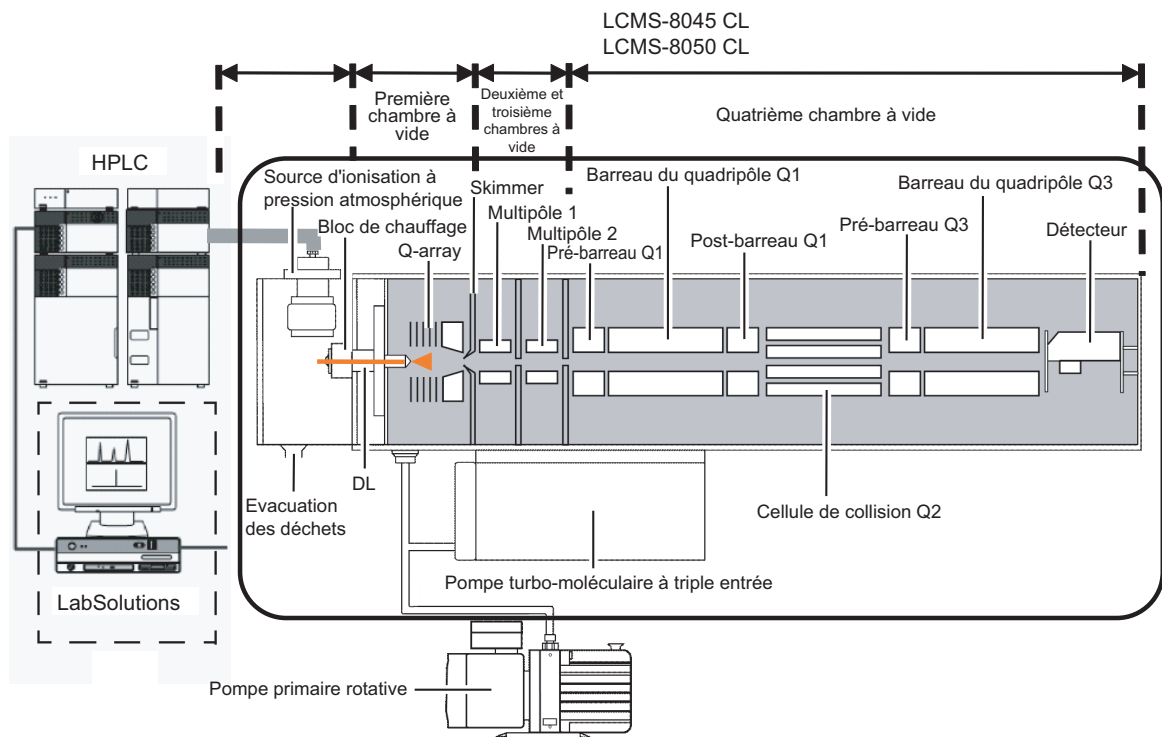 LCMS-8045 CL
LCMS-8050 CL
Première
chambre à
vide
Deuxième et
troisième
chambres à
vide
Quatrième chambre à vide
HPLC
Source d'ionisation à
pression atmosphérique
Bloc de chauffage
Q-array
Skimmer
Multipôle 1
Multipôle 2
Pré-barreau Q1
Barreau du quadripôle Q1
Post-barreau Q1
Pré-barreau Q3
Barreau du quadripôle Q3
Détecteur
DL
Evacuation
des déchets
Cellule de collision Q2
Pompe turbo-moléculaire à triple entrée
LabSolutions
Pompe primaire rotative